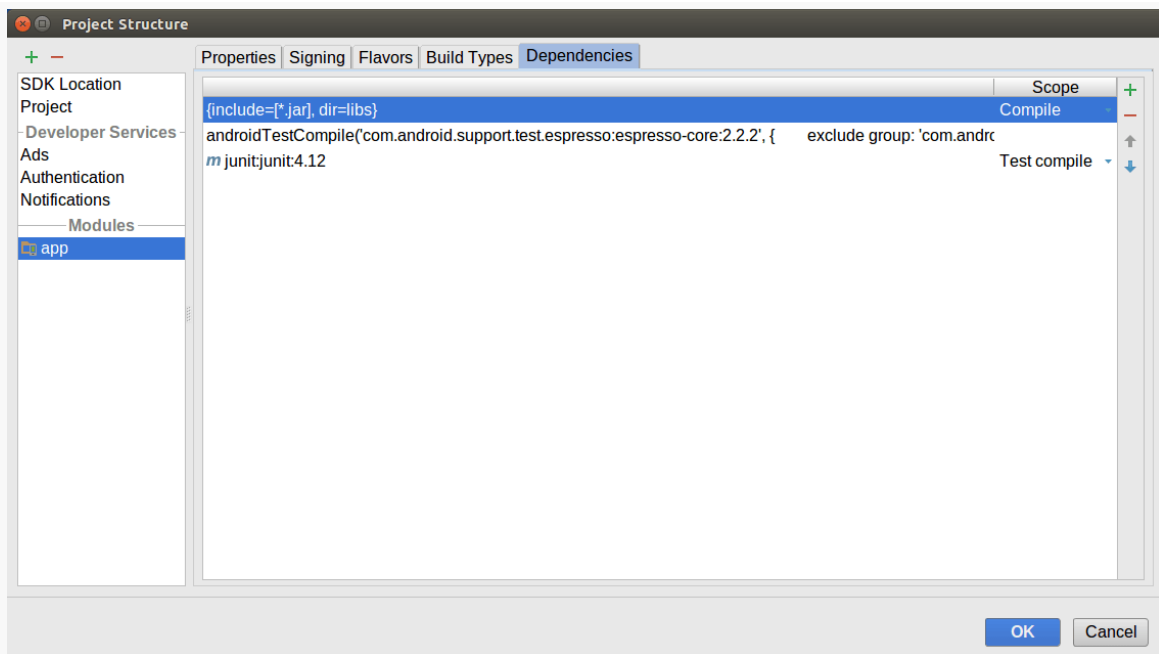 Project Structure
Properties Signing Flavors Build Types Dependencies
SDK Location
Project
Developer Services
Ads
Authentication
Notifications
Modules
app
Scope
{include=[*.jar], dir=libs} Compile
androidTestCompile('com.android.support.test.espresso:espresso-core:2.2.2', { exclude group: 'com.andro
m junit:junit:4.12 Test compile
OK Cancel